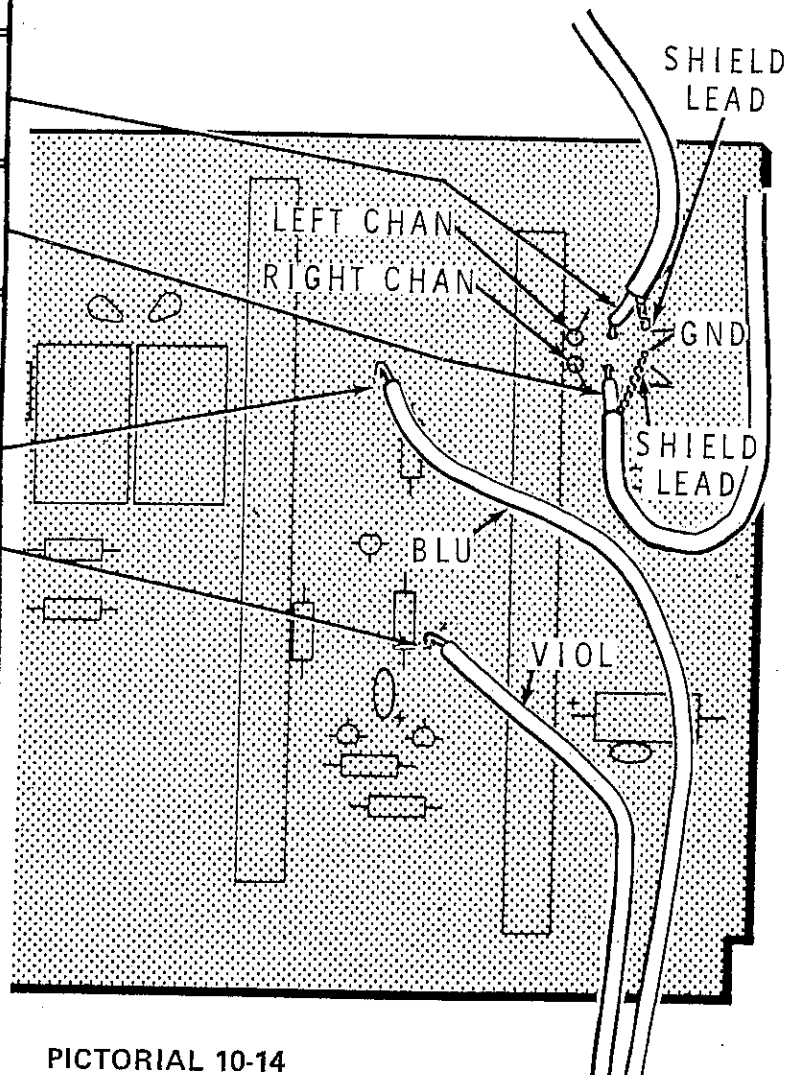 SHIELD
LEAD
LEFT CHAN
RIGHT CHAN
GND
SHIELD
LEAD
BLU
VIOL
+
+
PICTORIAL 10-14